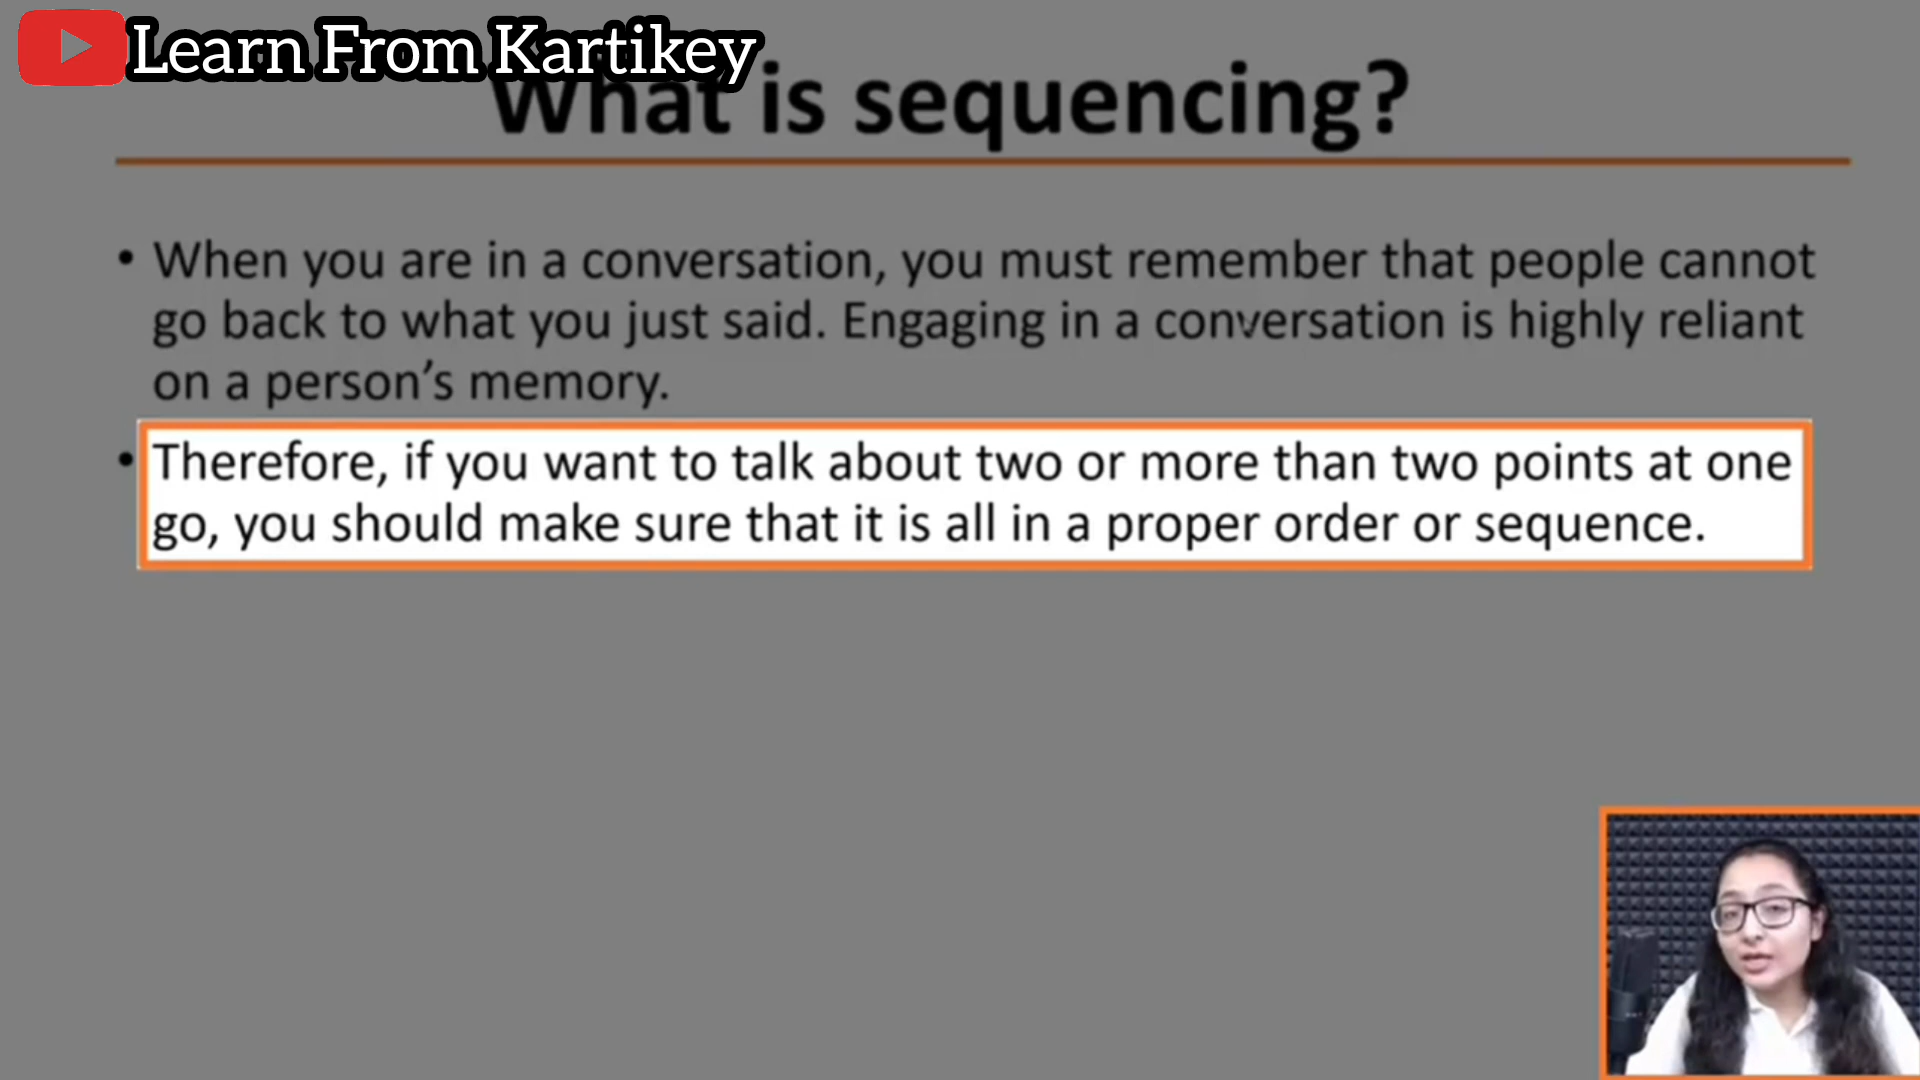 Learn From Kartikey
What is sequencing?
• When you are in a conversation, you must remember that people cannot
go back to what you just said. Engaging in a conversation is highly reliant
on a person’s memory.
• Therefore, if you want to talk about two or more than two points at one
go, you should make sure that it is all in a proper order or sequence.